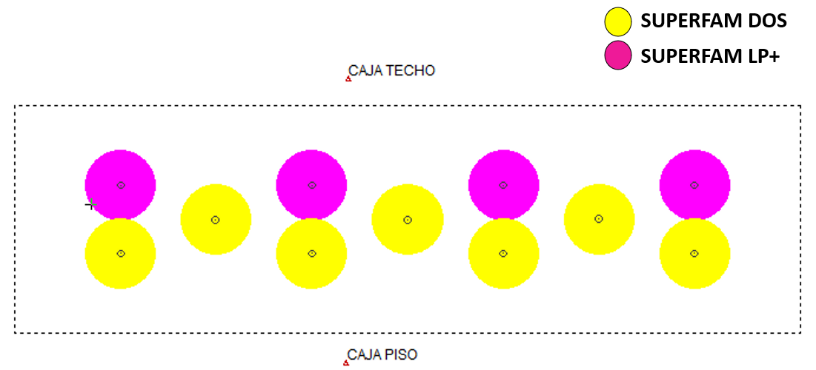 SUPERFAM DOS
SUPERFAM LP+
CAJA TECHO
CAJA PISO